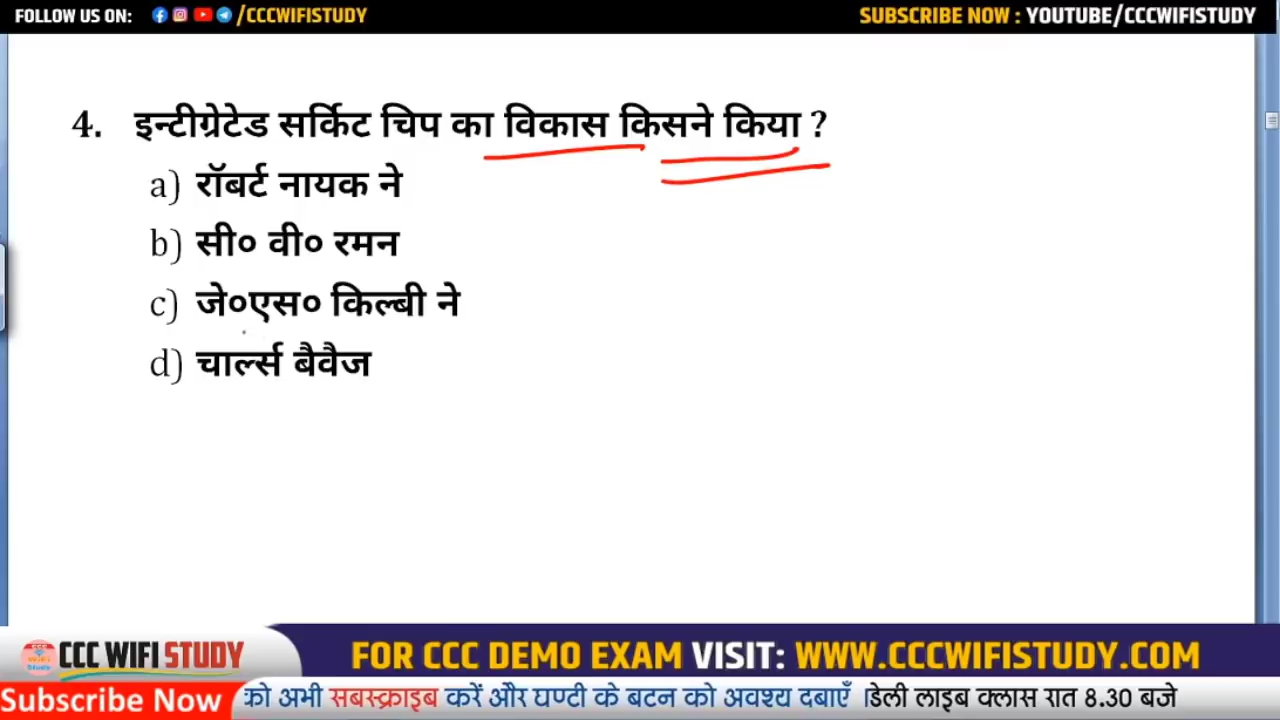 FOLLOW US ON: /CCCWIFISTUDY
SUBSCRIBE NOW : YOUTUBE/CCCWIFISTUDY
4. इन्टीग्रेटेड सर्किट चिप का विकास किसने किया ?
a) रॉबर्ट नायक ने
b) सी० वी० रमन
c) जे०एस० किल्बी ने
d) चार्ल्स बैवैज
CCC WIFI STUDY
FOR CCC DEMO EXAM VISIT: WWW.CCCWIFISTUDY.COM
Subscribe Now को अभी सबस्क्राइब करें और घण्टी के बटन को अवश्य दबाएँ ।डेली लाइब क्लास रात 8.30 बजे